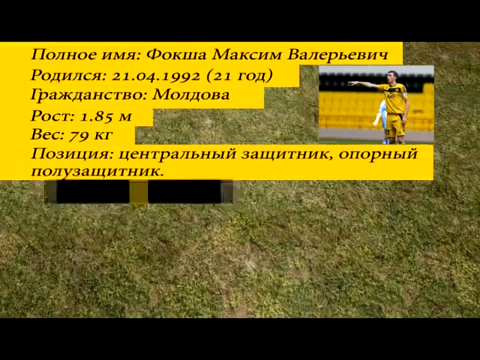 Полное имя: Фокша Максим Валерьевич
Родился: 21.04.1992 (21 год)
Гражданство: Молдова
Рост: 1.85 м
Вес: 79 кг
Позиция: центральный защитник, опорный
полузащитник.